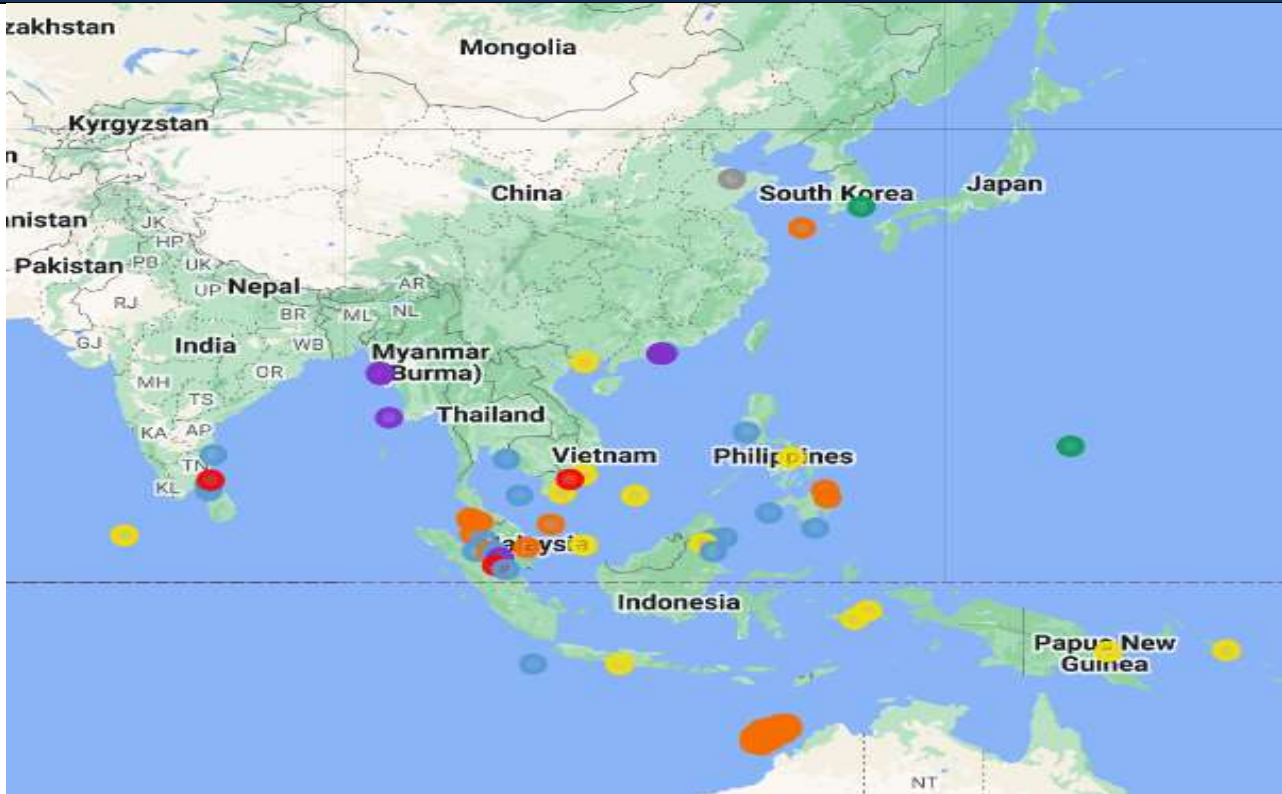 zakhstan
Mongolia
Kyrgyzstan
n
China
South Korea
Japan
anistan
JK
HP
Pakistan
PB
UK
UP
Nepal
AR
RJ
BR
ML
NL
GJ
India
WB
Myanmar
(Burma)
MH
OR
TS
Thailand
KA
AP
Vietnam
Philippines
TN
KL
Malaysia
Indonesia
Papua New
Guinea
NT